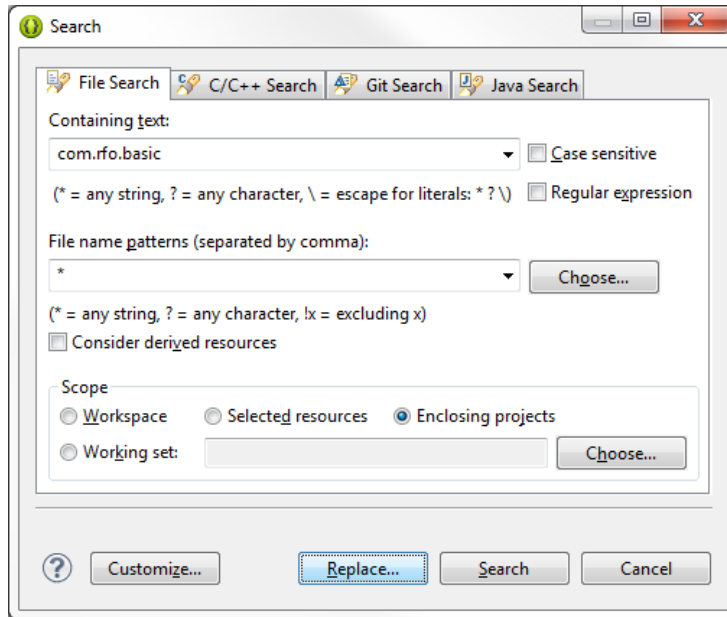 Search
File Search C/C++ Search Git Search Java Search
Containing text:
com.rfo.basic Case sensitive
(* = any string, ? = any character, \ = escape for literals: * ? \) Regular expression
File name patterns (separated by comma):
* Choose...
(* = any string, ? = any character, !x = excluding x)
Consider derived resources
Scope
Workspace Selected resources Enclosing projects
Working set: Choose...
? Customize... Replace... Search Cancel